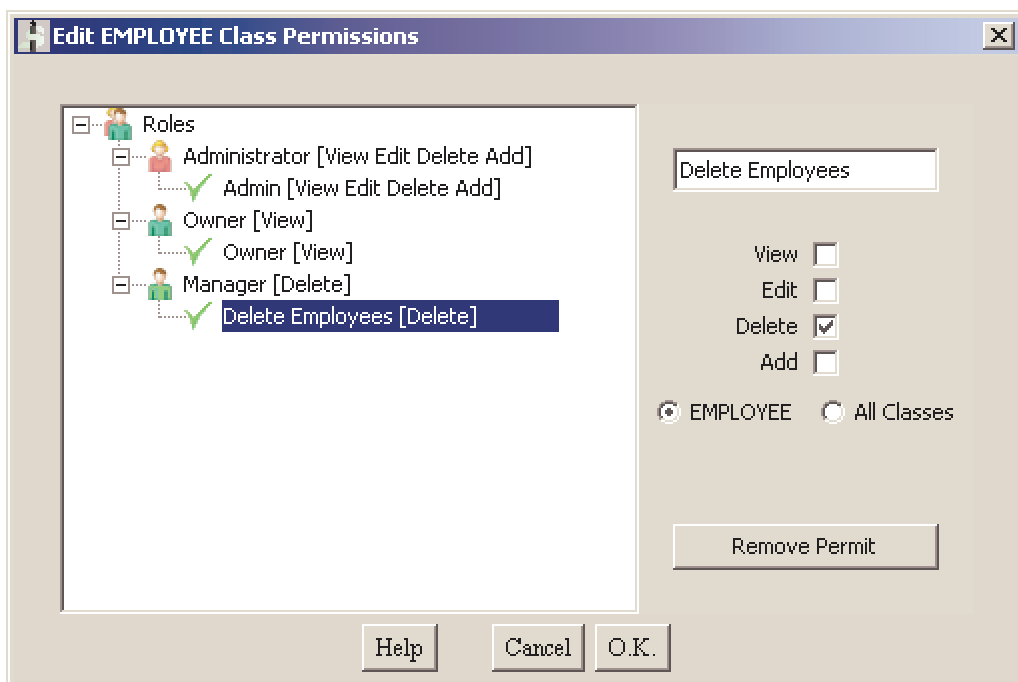 Edit EMPLOYEE Class Permissions
Roles
Administrator [View Edit Delete Add]
Admin [View Edit Delete Add]
Owner [View]
Owner [View]
Manager [Delete]
Delete Employees [Delete]
Delete Employees
View
Edit
Delete
Add
EMPLOYEE All Classes
Remove Permit
Help Cancel O.K.